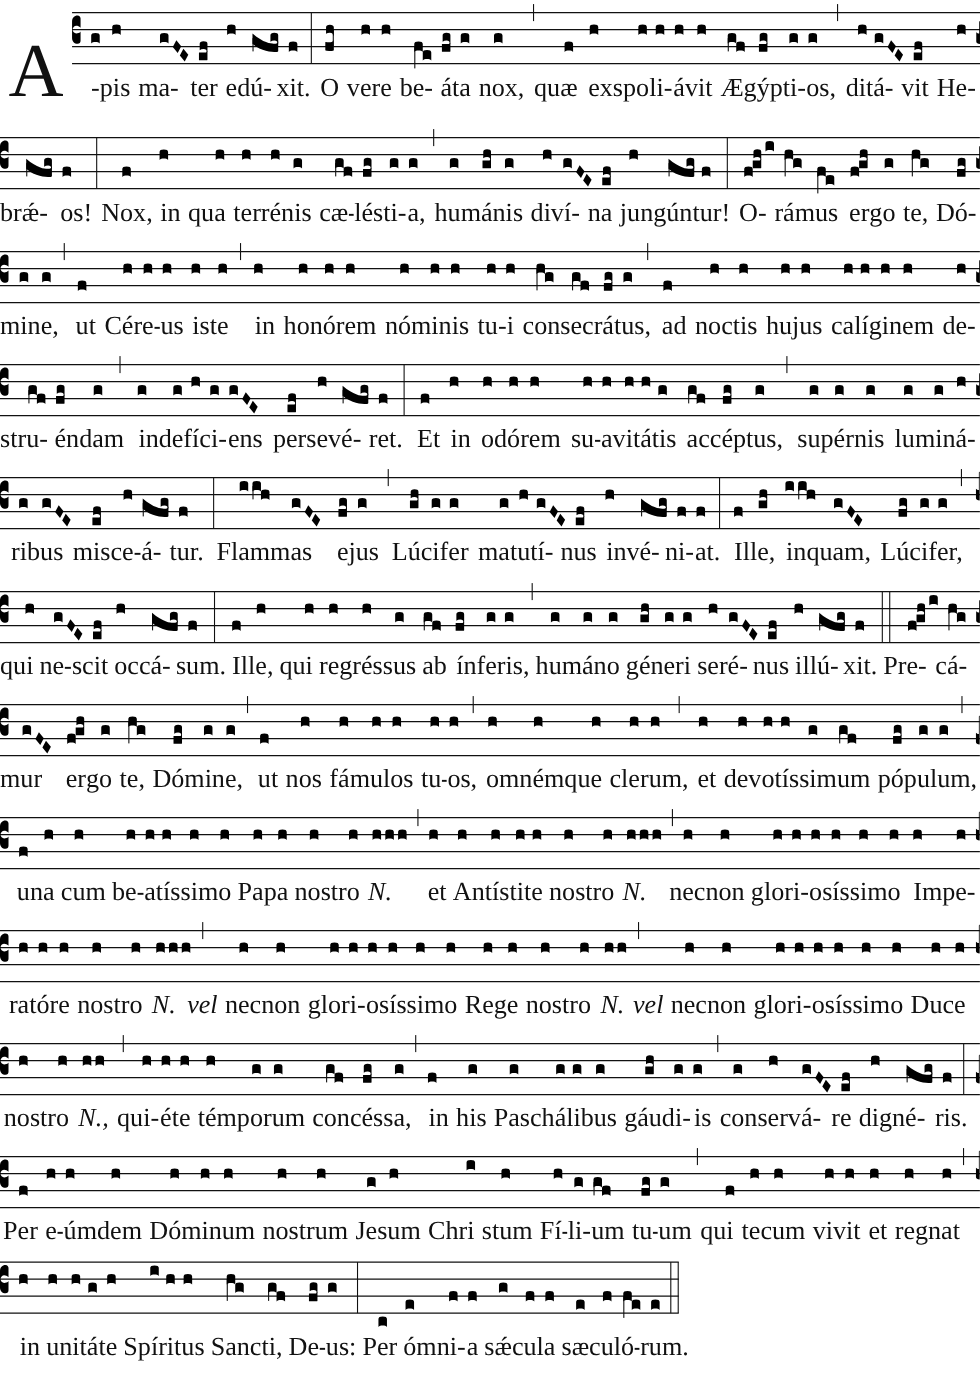 A-pis ma-ter edú-xit. O vere be-áta nox, quæ exspoli-ávit Ægýpti-os, ditá-vit He-
brǽ-os! Nox, in qua terrénis cæ-lésti-a, humánis diví-na jungúntur! O-rámus ergo te, Dó-
mine, ut Cére-us iste in honórem nóminis tu-i consecrátus, ad noctis hujus calíginem de-
stru-éndam indefíci-ens persevé-ret. Et in odórem su-avitátis accéptus, supérnis luminá-
ribus misce-á-tur. Flammas ejus Lúcifer matutí-nus invé-ni-at. Ille, inquam, Lúcifer,
qui ne-scit occá-sum. Ille, qui regréssus ab ínferis, humáno géneri seré-nus illú-xit. Pre-cá-
mur ergo te, Dómine, ut nos fámulos tu-os, omnémque clerum, et devotíssimum pópulum,
una cum be-atíssimo Papa nostro N. et Antístite nostro N. necnon glori-osíssimo Impe-
ratóre nostro N. vel necnon glori-osíssimo Rege nostro N. vel necnon glori-osíssimo Duce
nostro N., qui-éte témporum concéssa, in his Paschálibus gáudi-is conservá-re digné-ris.
Per e-úmdem Dóminum nostrum Jesum Chri stum Fí-li-um tu-um qui tecum vivit et regnat
in unitáte Spíritus Sancti, De-us: Per ómni-a sǽcula sæculó-rum.